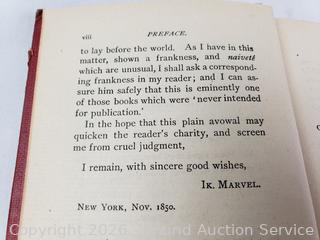 viii PREFACE.
to lay before the world. As I have in this
matter, shown a frankness, and naiveté
which are unusual, I shall ask a correspond-
ing frankness in my reader; and I can as-
sure him safely that this is eminently one
of those books which were 'never intended
for publication.'
In the hope that this plain avowal may
quicken the reader's charity, and screen
me from cruel judgment,
I remain, with sincere good wishes,
IK. MARVEL.
NEW YORK, NOV. 1850.